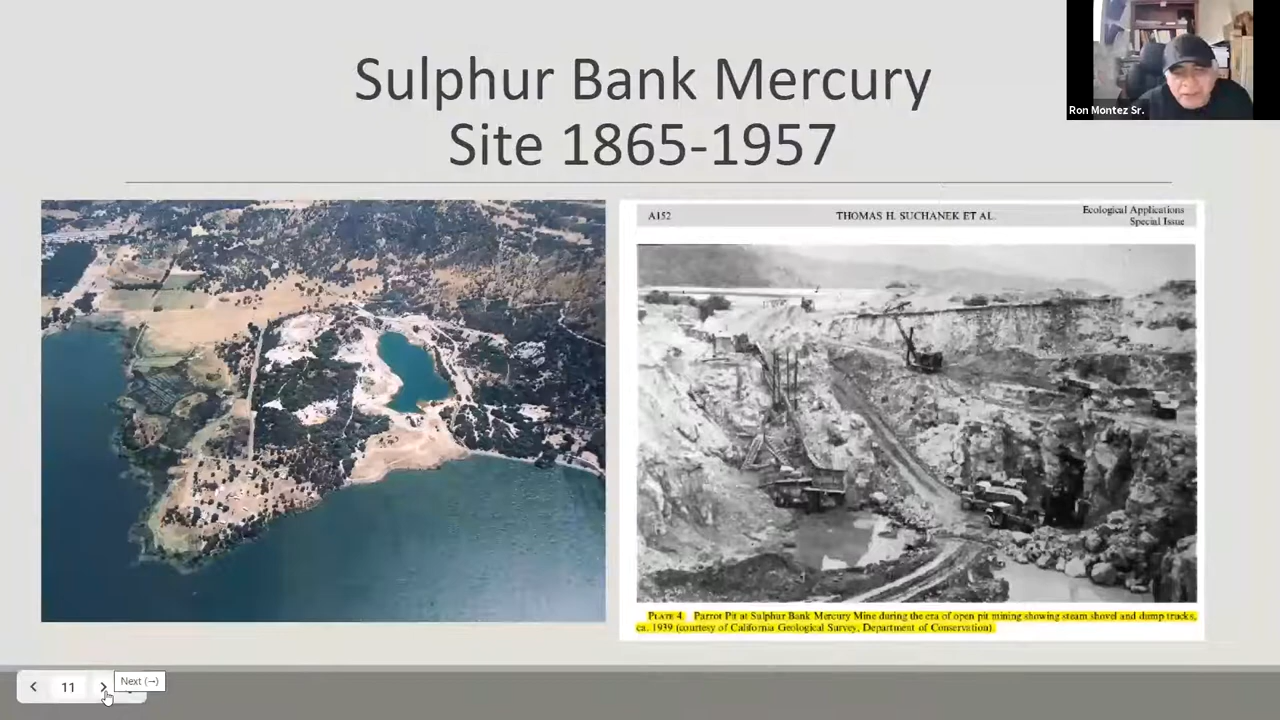 Sulphur Bank Mercury
Site 1865-1957
Ron Montez Sr.
A152
THOMAS H. SUCHANEK ET AL.
Ecological Applications
Special Issue
PLATE 4. Parrot Pit at Sulphur Bank Mercury Mine during the era of open pit mining showing steam shovel and dump trucks,
ca. 1939 (courtesy of California Geological Survey, Department of Conservation).
11
Next (→)